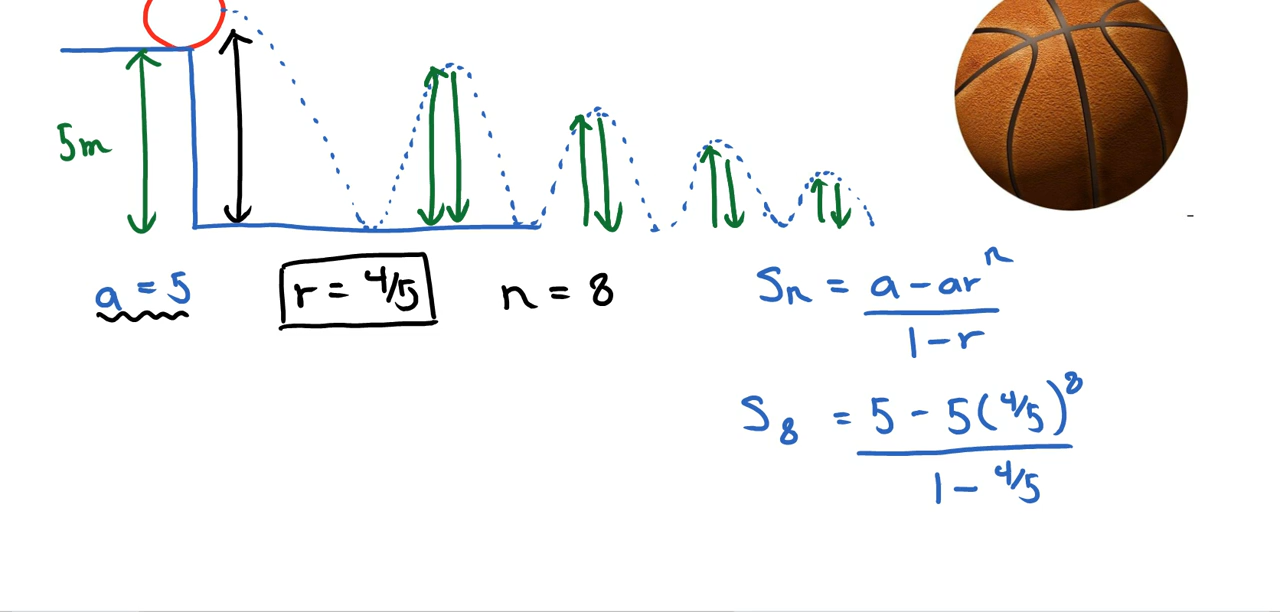 5m
a = 5 r = 4/5 n = 8
Sn = a - ar^n / 1 - r
S8 = 5 - 5(4/5)^8 / 1 - 4/5